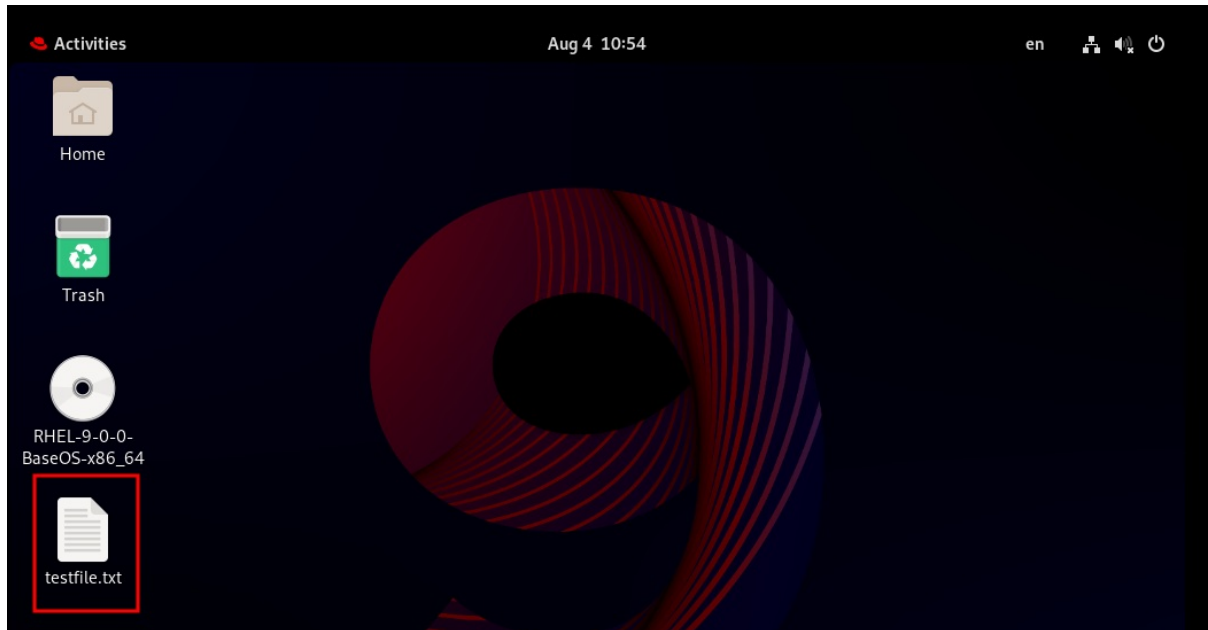 Activities
Aug 4 10:54
en
Home
Trash
RHEL-9-0-0-
BaseOS-x86_64
testfile.txt